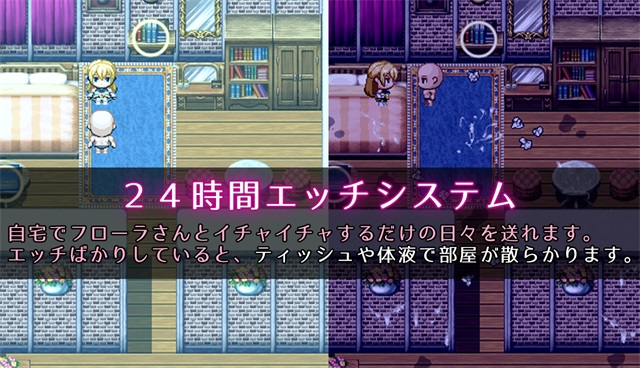 ２４時間エッチシステム
自宅でフローラさんとイチャイチャするだけの日々を送れます。
エッチばかりしていると、ティッシュや体液で部屋が散らかります。